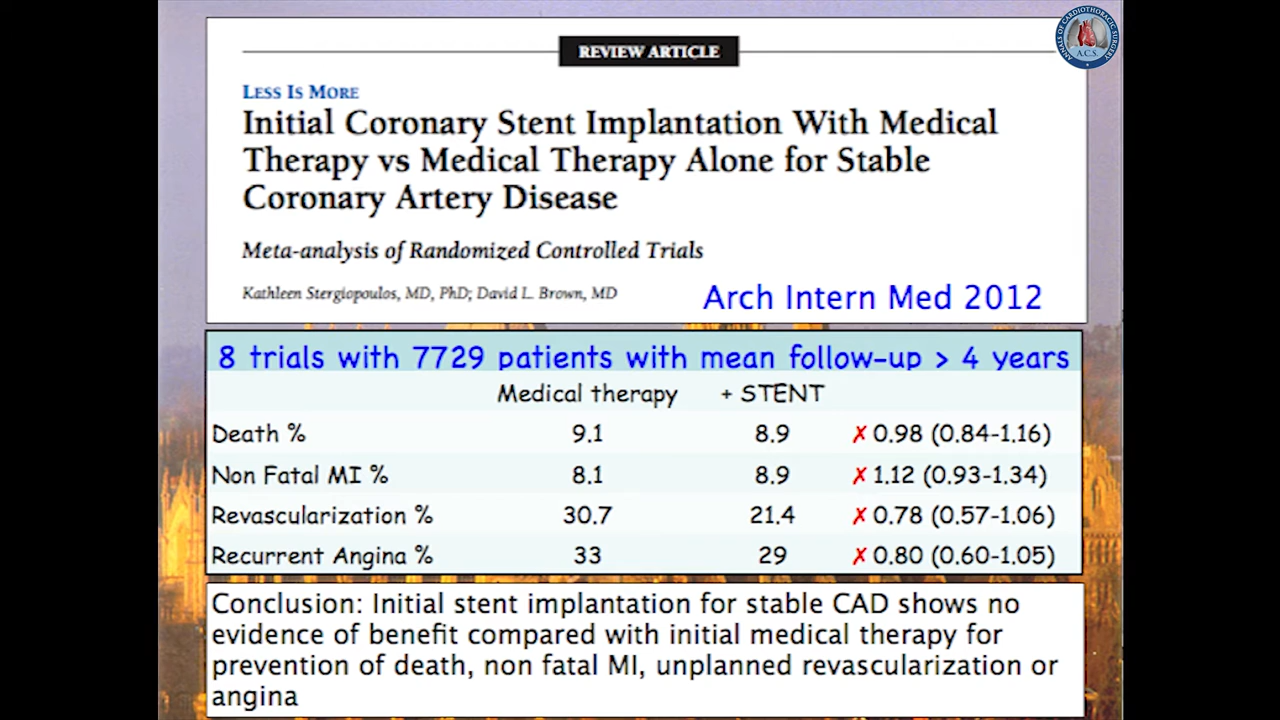 REVIEW ARTICLE
LESS IS MORE
Initial Coronary Stent Implantation With Medical
Therapy vs Medical Therapy Alone for Stable
Coronary Artery Disease
Meta-analysis of Randomized Controlled Trials
Kathleen Stergiopoulos, MD, PhD; David L. Brown, MD
Arch Intern Med 2012
8 trials with 7729 patients with mean follow-up > 4 years
Medical therapy + STENT
Death % 9.1 8.9 ✗ 0.98 (0.84-1.16)
Non Fatal MI % 8.1 8.9 ✗ 1.12 (0.93-1.34)
Revascularization % 30.7 21.4 ✗ 0.78 (0.57-1.06)
Recurrent Angina % 33 29 ✗ 0.80 (0.60-1.05)
Conclusion: Initial stent implantation for stable CAD shows no
evidence of benefit compared with initial medical therapy for
prevention of death, non fatal MI, unplanned revascularization or
angina
ANNALS OF CARDIOTHORACIC SURGERY
A.C.S.